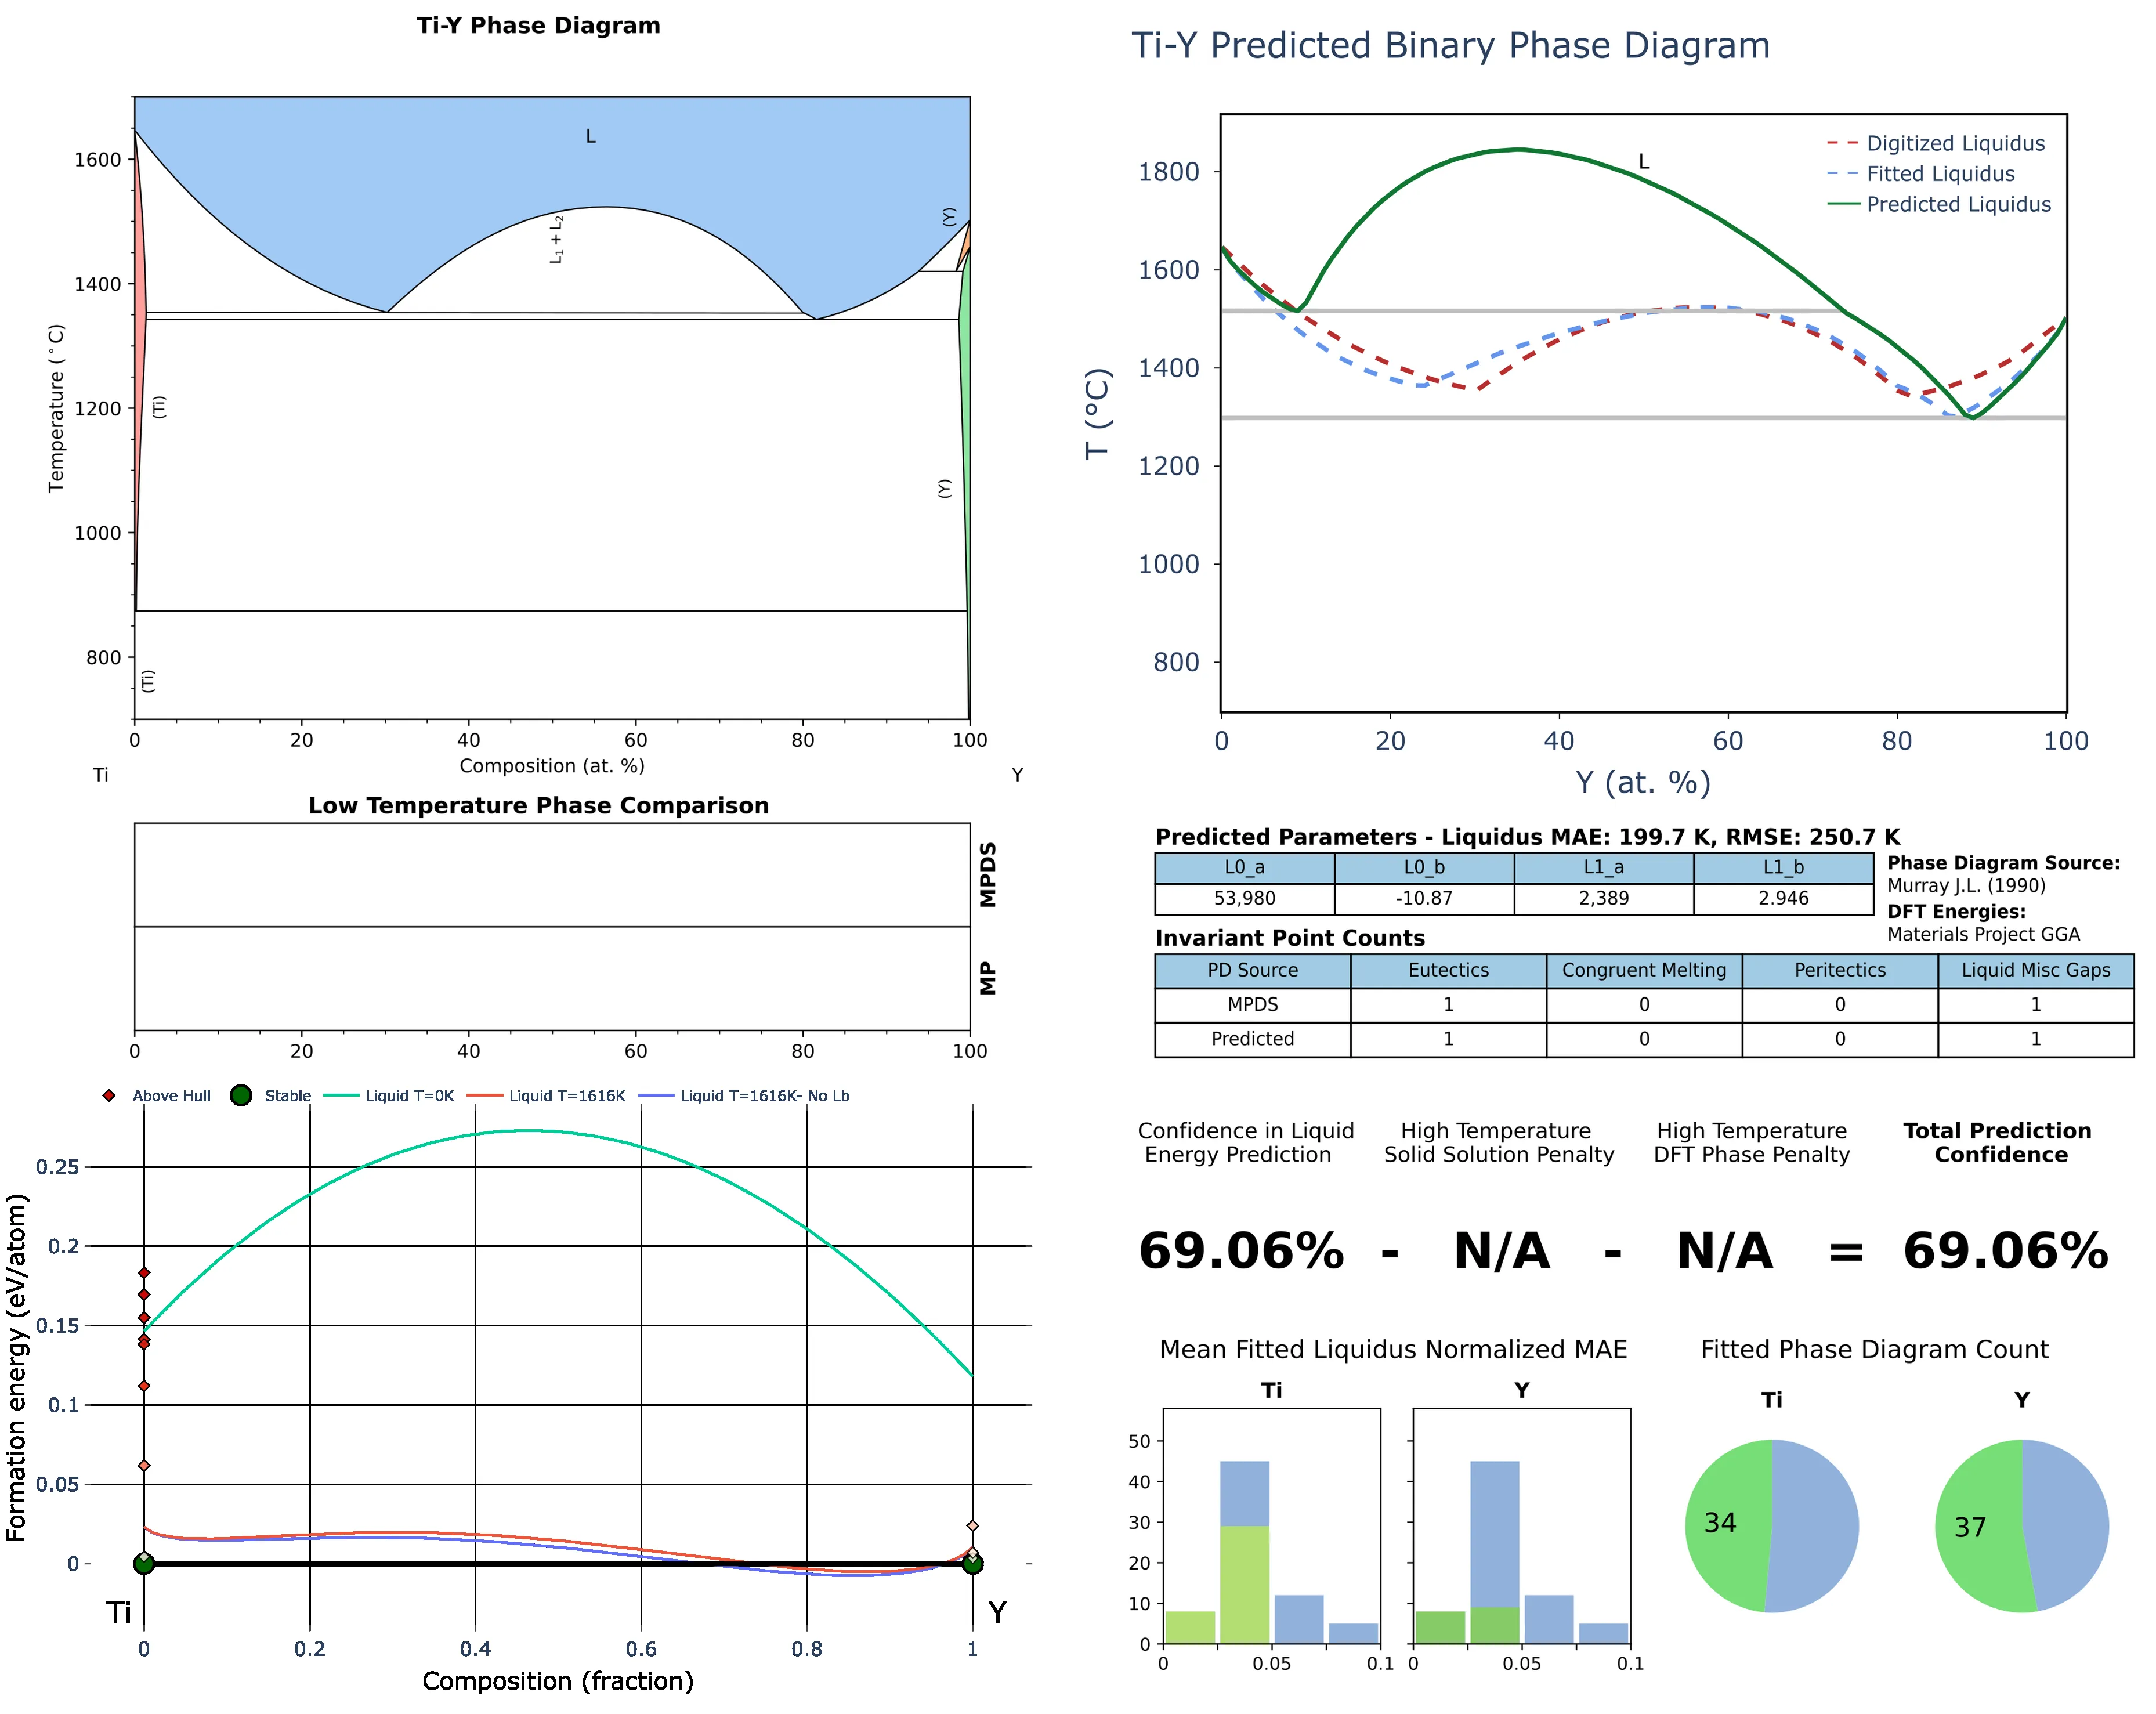 Ti-Y Phase Diagram
1600
1400
1200
1000
800
Temperature (°C)
L
L₁ + L₂
(Y)
(Ti)
(Y)
(Ti)
0 20 40 60 80 100
Composition (at. %)
Ti Y
Low Temperature Phase Comparison
MPDS
MP
0 20 40 60 80 100
Above Hull Stable Liquid T=0K Liquid T=1616K Liquid T=1616K- No Lb
0.25
0.2
0.15
0.1
0.05
0
Formation energy (eV/atom)
Ti Y
0 0.2 0.4 0.6 0.8 1
Composition (fraction)
Ti-Y Predicted Binary Phase Diagram
Digitized Liquidus
Fitted Liquidus
Predicted Liquidus
L
1800
1600
1400
1200
1000
800
T (°C)
0 20 40 60 80 100
Y (at. %)
Predicted Parameters - Liquidus MAE: 199.7 K, RMSE: 250.7 K
L0_a L0_b L1_a L1_b
53,980 -10.87 2,389 2.946
Phase Diagram Source:
Murray J.L. (1990)
DFT Energies:
Materials Project GGA
Invariant Point Counts
PD Source Eutectics Congruent Melting Peritectics Liquid Misc Gaps
MPDS 1 0 0 1
Predicted 1 0 0 1
Confidence in Liquid High Temperature High Temperature Total Prediction
Energy Prediction Solid Solution Penalty DFT Phase Penalty Confidence
69.06% - N/A - N/A = 69.06%
Mean Fitted Liquidus Normalized MAE Fitted Phase Diagram Count
Ti Y Ti Y
50
40
30
20
10
0
0 0.05 0.1 0 0.05 0.1
34 37